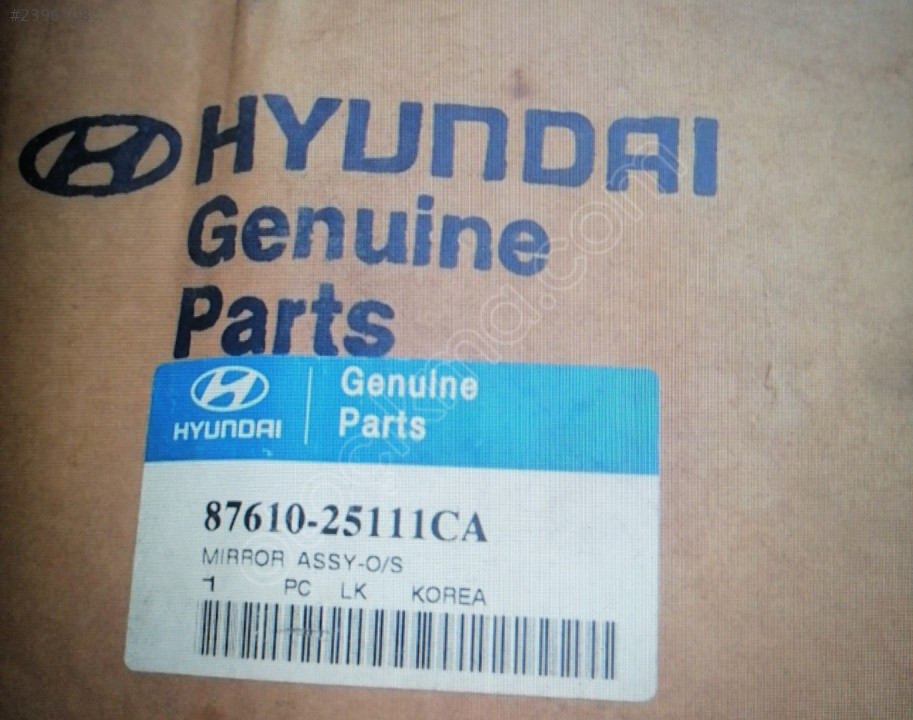 HYUNDAI
Genuine
Parts
HYUNDAI
Genuine
Parts
87610-25111CA
MIRROR ASSY-O/S
1 PC LK KOREA